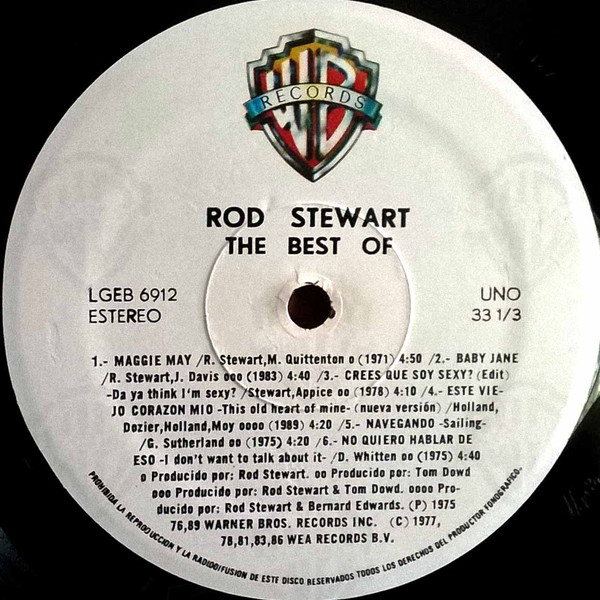 WB
RECORDS
ROD STEWART
THE BEST OF
LGEB 6912
ESTEREO
UNO
33 1/3
1.- MAGGIE MAY /R. Stewart,M. Quittenton o (1971) 4:50 /2.- BABY JANE
/R. Stewart,J. Davis ooo (1983) 4:40 /3.- CREES QUE SOY SEXY? (Edit)
-Da ya think I'm sexy? /Stewart,Appice oo (1978) 4:10 /4.- ESTE VIE-
JO CORAZON MIO -This old heart of mine- (nueva versión) /Holland,
Dozier,Holland,Moy oooo (1989) 4:20 /5.- NAVEGANDO -Sailing-
/G. Sutherland oo (1975) 4:20 /6.- NO QUIERO HABLAR DE
ESO -I don't want to talk about it- /D. Whitten oo (1975) 4:40
o Producido por: Rod Stewart. oo Producido por: Tom Dowd
ooo Producido por: Rod Stewart & Tom Dowd. oooo Pro-
ducido por: Rod Stewart & Bernard Edwards. (P) 1975
76,89 WARNER BROS. RECORDS INC. (C) 1977,
78,81,83,86 WEA RECORDS B.V.
PROHIBIDA LA REPRODUCCION Y LA RADIODIFUSION DE ESTE DISCO. RESERVADOS TODOS LOS DERECHOS DEL PRODUCTOR FONOGRAFICO.